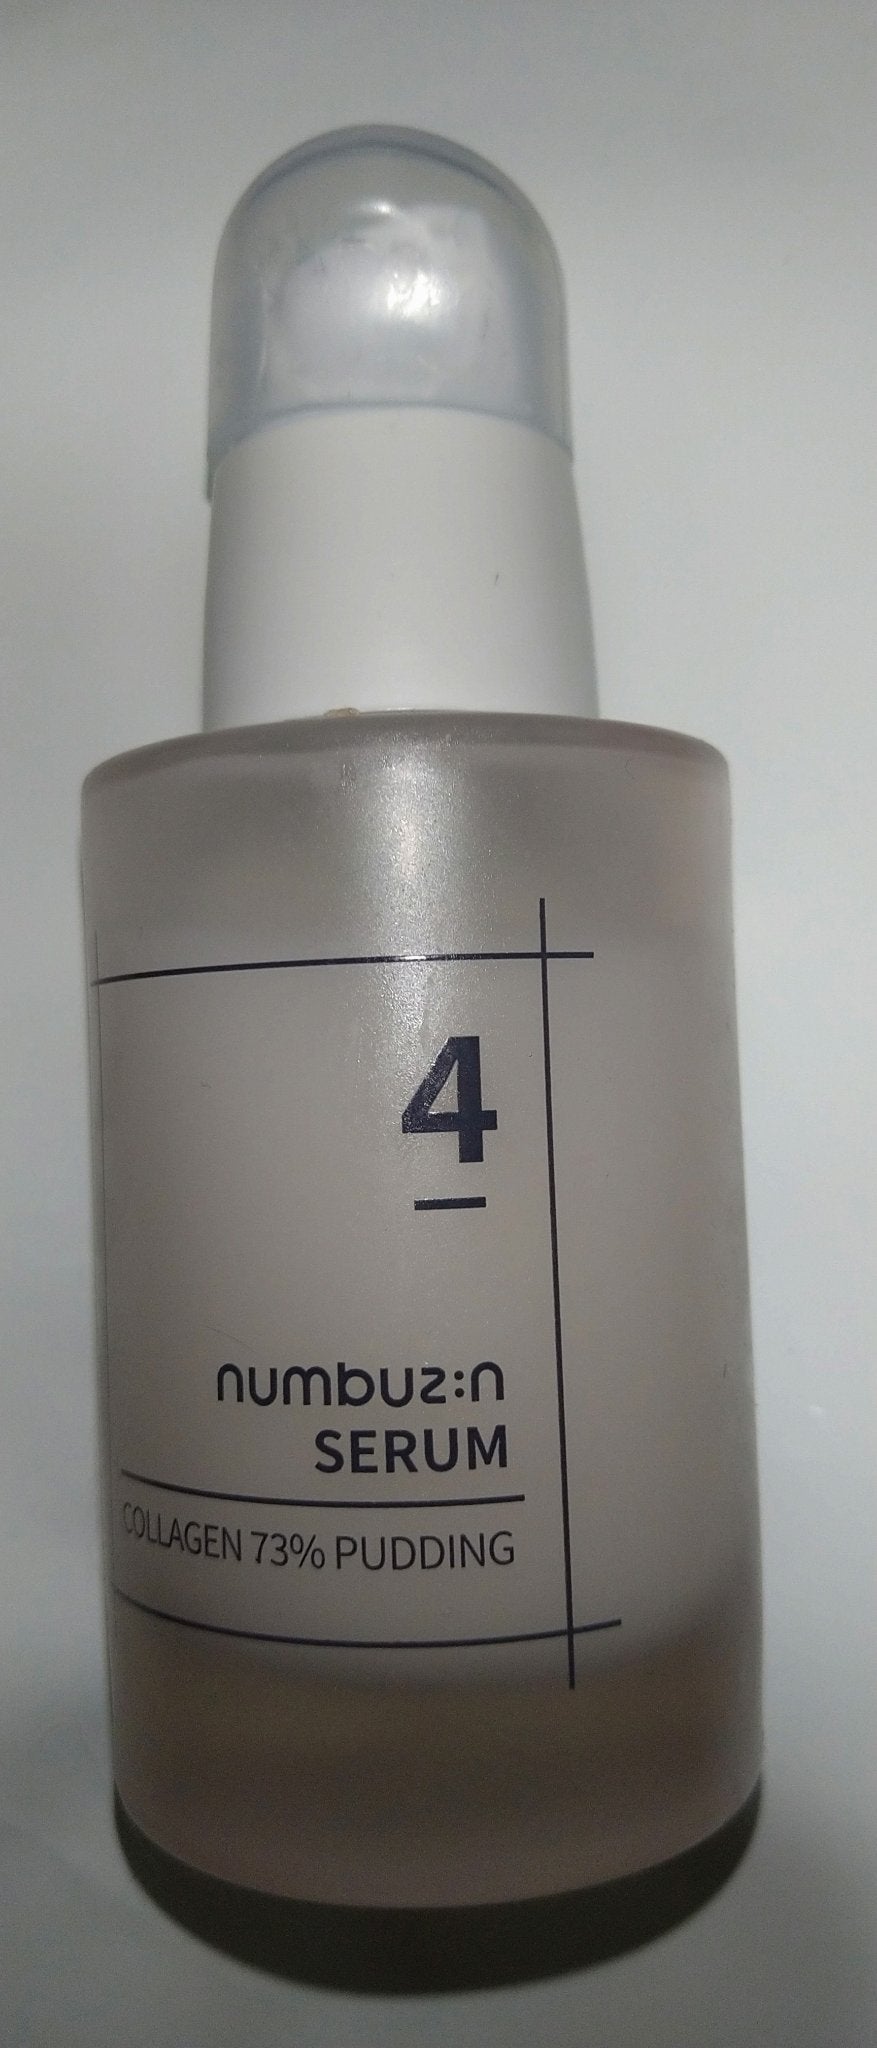 4
numbuz:n
SERUM
COLLAGEN 73% PUDDING